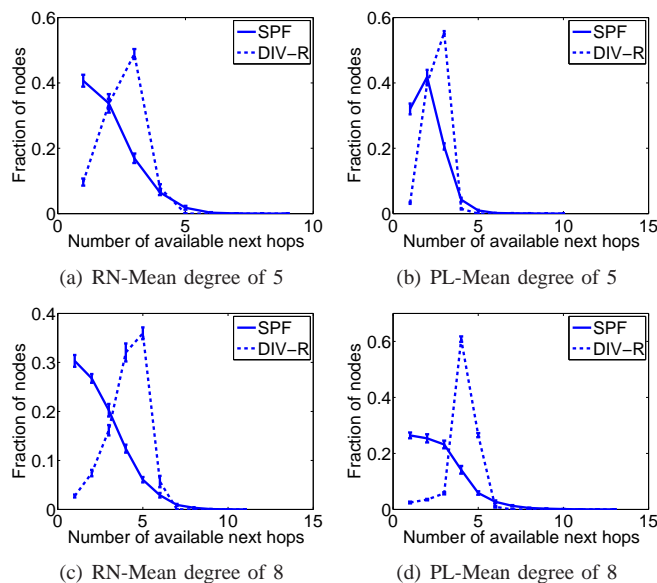 0.6
0.4
0.2
0
0 5 10
Fraction of nodes
Number of available next hops
SPF
DIV-R
(a) RN-Mean degree of 5
0.6
0.4
0.2
0
0 5 10 15
Fraction of nodes
Number of available next hops
SPF
DIV-R
(b) PL-Mean degree of 5
0.4
0.3
0.2
0.1
0
0 5 10 15
Fraction of nodes
Number of available next hops
SPF
DIV-R
(c) RN-Mean degree of 8
0.8
0.6
0.4
0.2
0
0 5 10 15
Fraction of nodes
Number of available next hops
SPF
DIV-R
(d) PL-Mean degree of 8